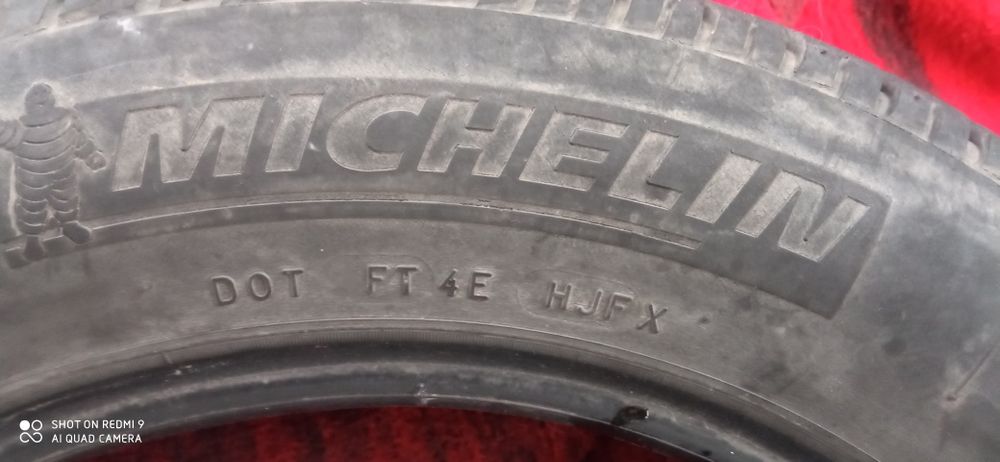 MICHELIN
DOT FT 4E HJFX
SHOT ON REDMI 9
AI QUAD CAMERA